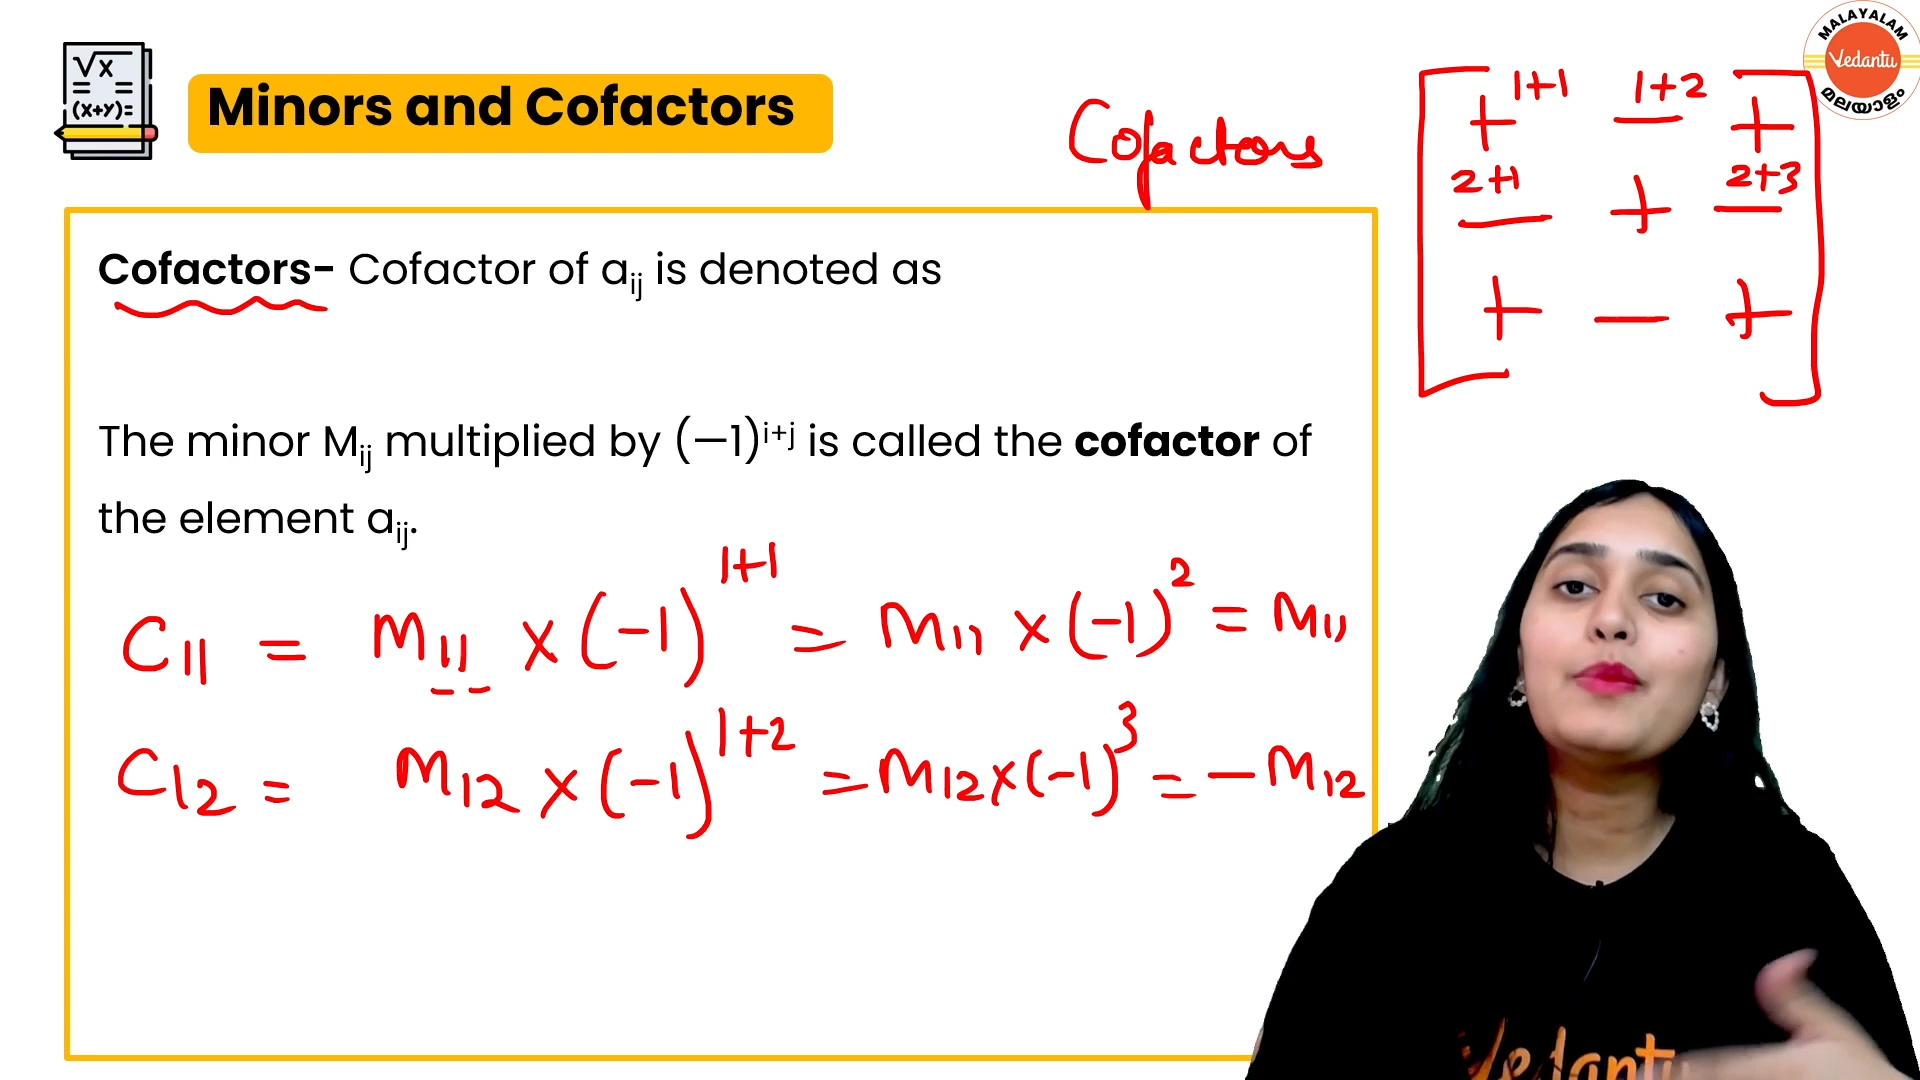 √x
(x+y)=
Minors and Cofactors
Cofactors
1+1 1+2
+ — +
2+1 2+3
— + —
+ — +
MALAYALAM
Vedantu
മലയാളം
Cofactors- Cofactor of aij is denoted as
The minor Mij multiplied by (—1)i+j is called the cofactor of
the element aij.
C11 = M11 × (-1)^1+1 = M11 × (-1)^2 = M11
C12 = M12 × (-1)^1+2 = M12 × (-1)^3 = - M12
Vedantu